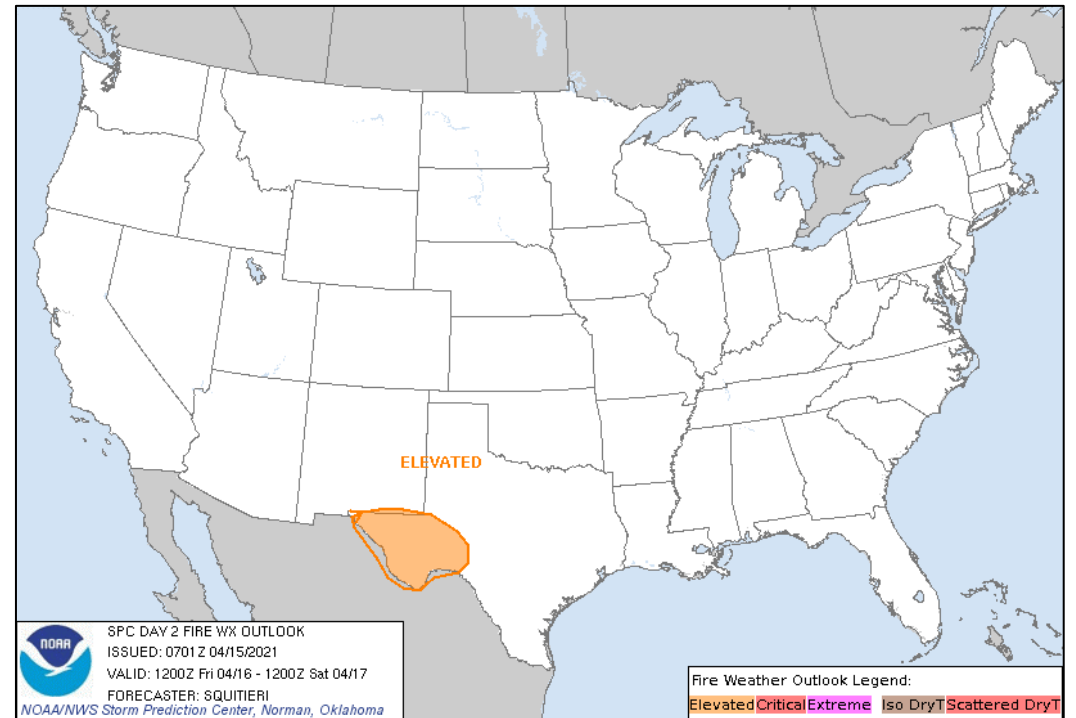 ELEVATED
NOAA
SPC DAY 2 FIRE WX OUTLOOK
ISSUED: 0701Z 04/15/2021
VALID: 1200Z Fri 04/16 - 1200Z Sat 04/17
FORECASTER: SQUITIERI
NOAA/NWS Storm Prediction Center, Norman, Oklahoma
Fire Weather Outlook Legend:
Elevated Critical Extreme Iso DryT Scattered DryT